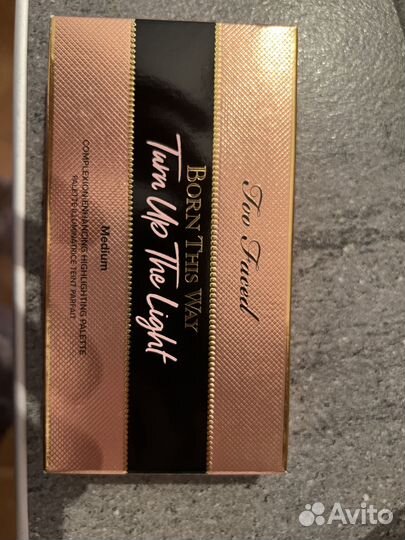 Too Faced
BORN THIS WAY
Turn Up The Light
Medium
COMPLEXION-ENHANCING HIGHLIGHTING PALETTE
PALETTE ILLUMINATRICE TEINT PARFAIT
Avito